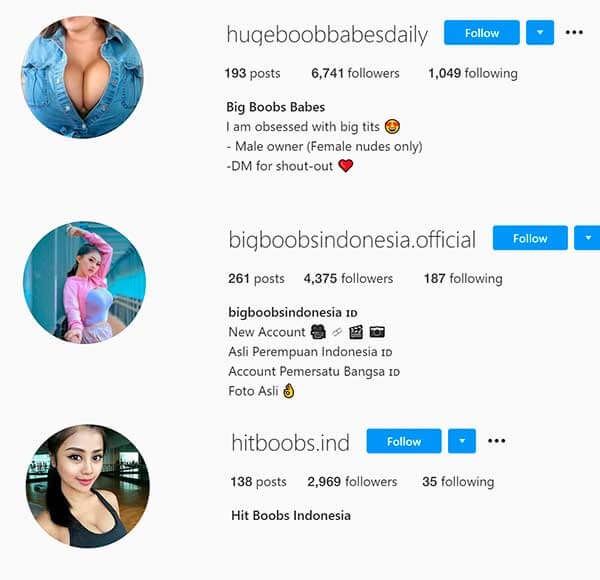 hugeboobbabesdaily Follow
193 posts 6,741 followers 1,049 following
Big Boobs Babes
I am obsessed with big tits 😍
- Male owner (Female nudes only)
-DM for shout-out ❤️
bigboobsindonesia.official Follow
261 posts 4,375 followers 187 following
bigboobsindonesia ɪᴅ
New Account 🎥 🔗 🎬 📷
Asli Perempuan Indonesia ɪᴅ
Account Pemersatu Bangsa ɪᴅ
Foto Asli 👌
hitboobs.ind Follow
138 posts 2,969 followers 35 following
Hit Boobs Indonesia